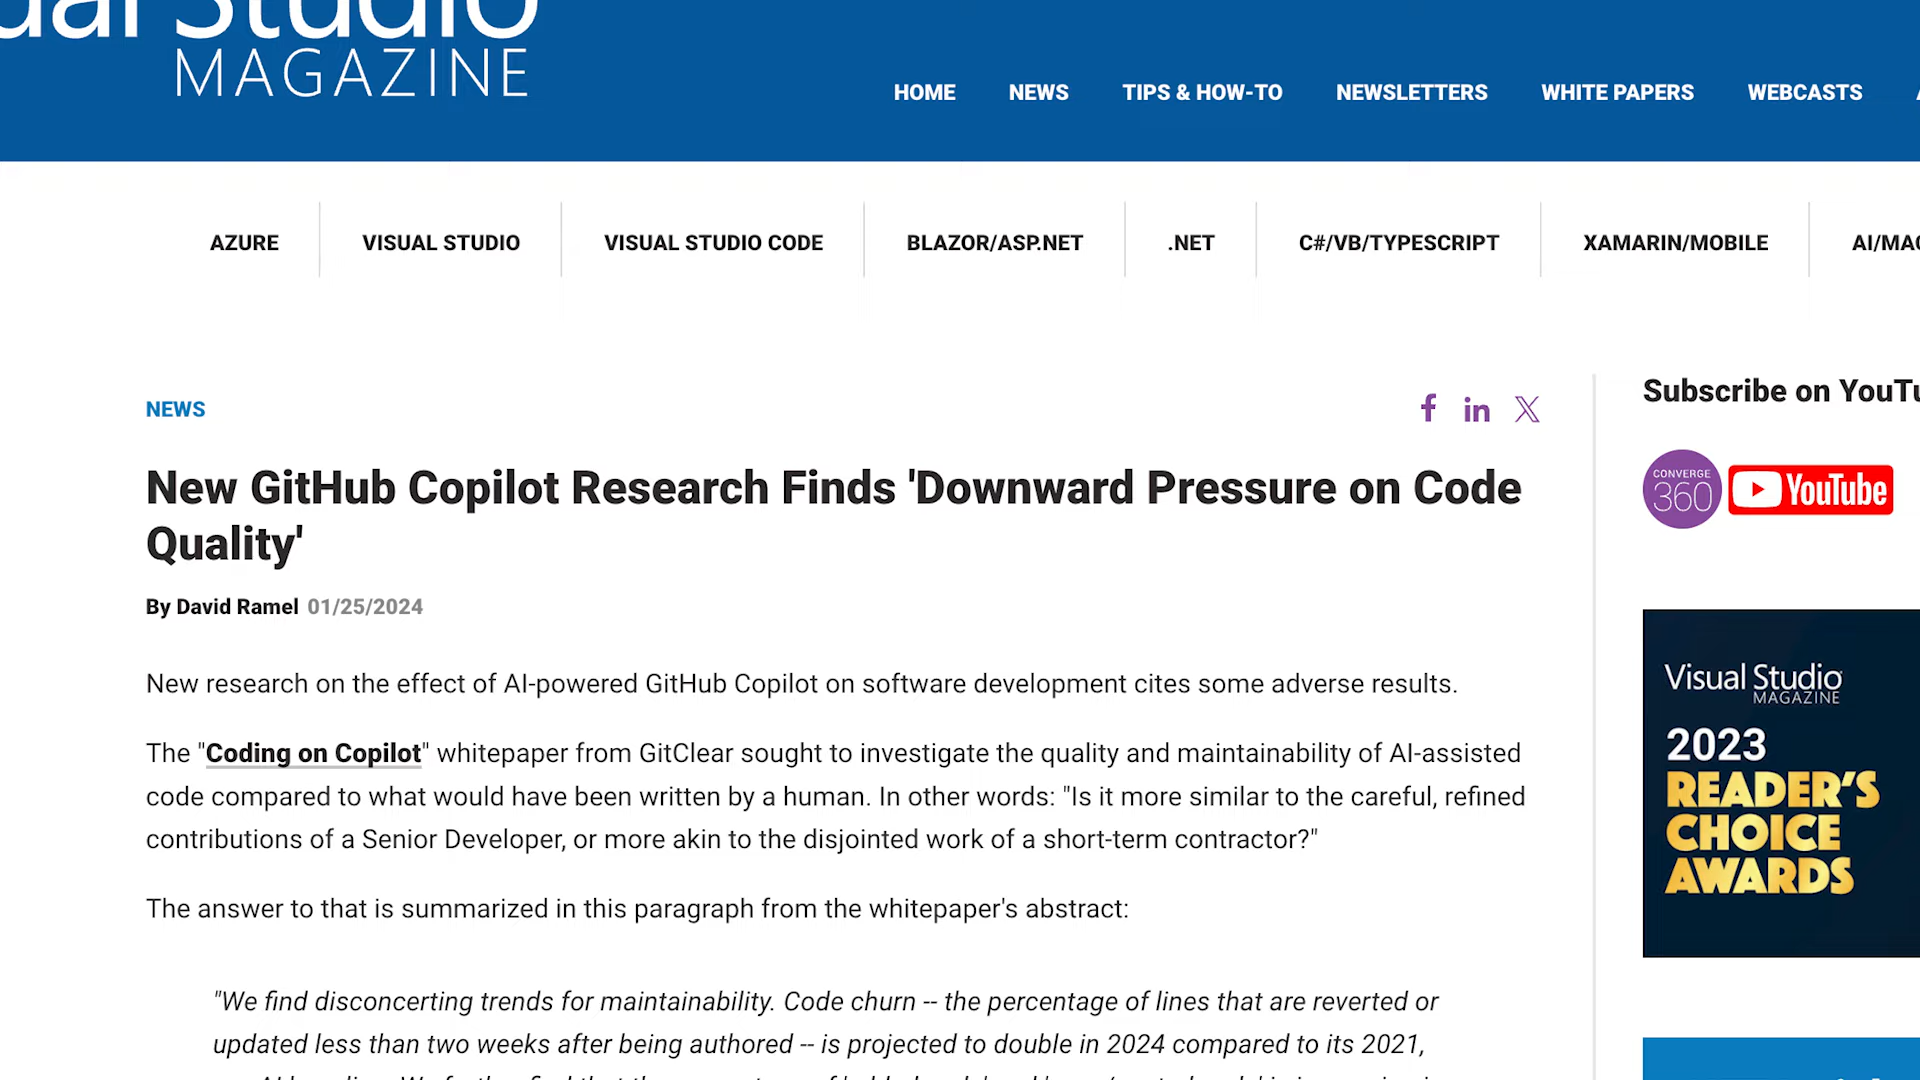 Studio
MAGAZINE
HOME NEWS TIPS & HOW-TO NEWSLETTERS WHITE PAPERS WEBCASTS
AZURE VISUAL STUDIO VISUAL STUDIO CODE BLAZOR/ASP.NET .NET C#/VB/TYPESCRIPT XAMARIN/MOBILE
NEWS
New GitHub Copilot Research Finds 'Downward Pressure on Code
Quality'
By David Ramel 01/25/2024
New research on the effect of AI-powered GitHub Copilot on software development cites some adverse results.
The "Coding on Copilot" whitepaper from GitClear sought to investigate the quality and maintainability of AI-assisted
code compared to what would have been written by a human. In other words: "Is it more similar to the careful, refined
contributions of a Senior Developer, or more akin to the disjointed work of a short-term contractor?"
The answer to that is summarized in this paragraph from the whitepaper's abstract:
"We find disconcerting trends for maintainability. Code churn -- the percentage of lines that are reverted or
updated less than two weeks after being authored -- is projected to double in 2024 compared to its 2021,
Subscribe on
CONVERGE
360
YouTube
Visual Studio
MAGAZINE
2023
READER'S
CHOICE
AWARDS